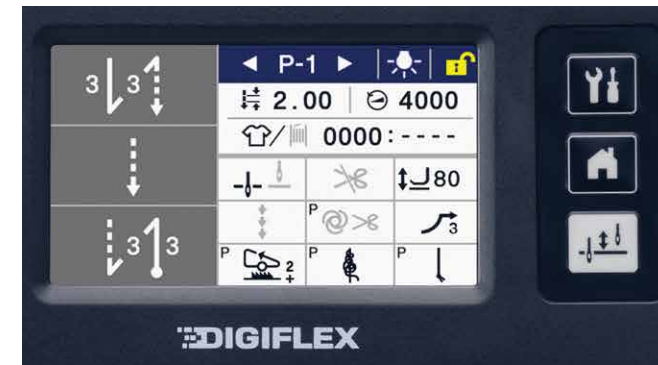 3 3
◄ P-1 ►
2.00 4000
/ 0000:----
80
P
3
P 2 + P P
3 3
DIGIFLEX